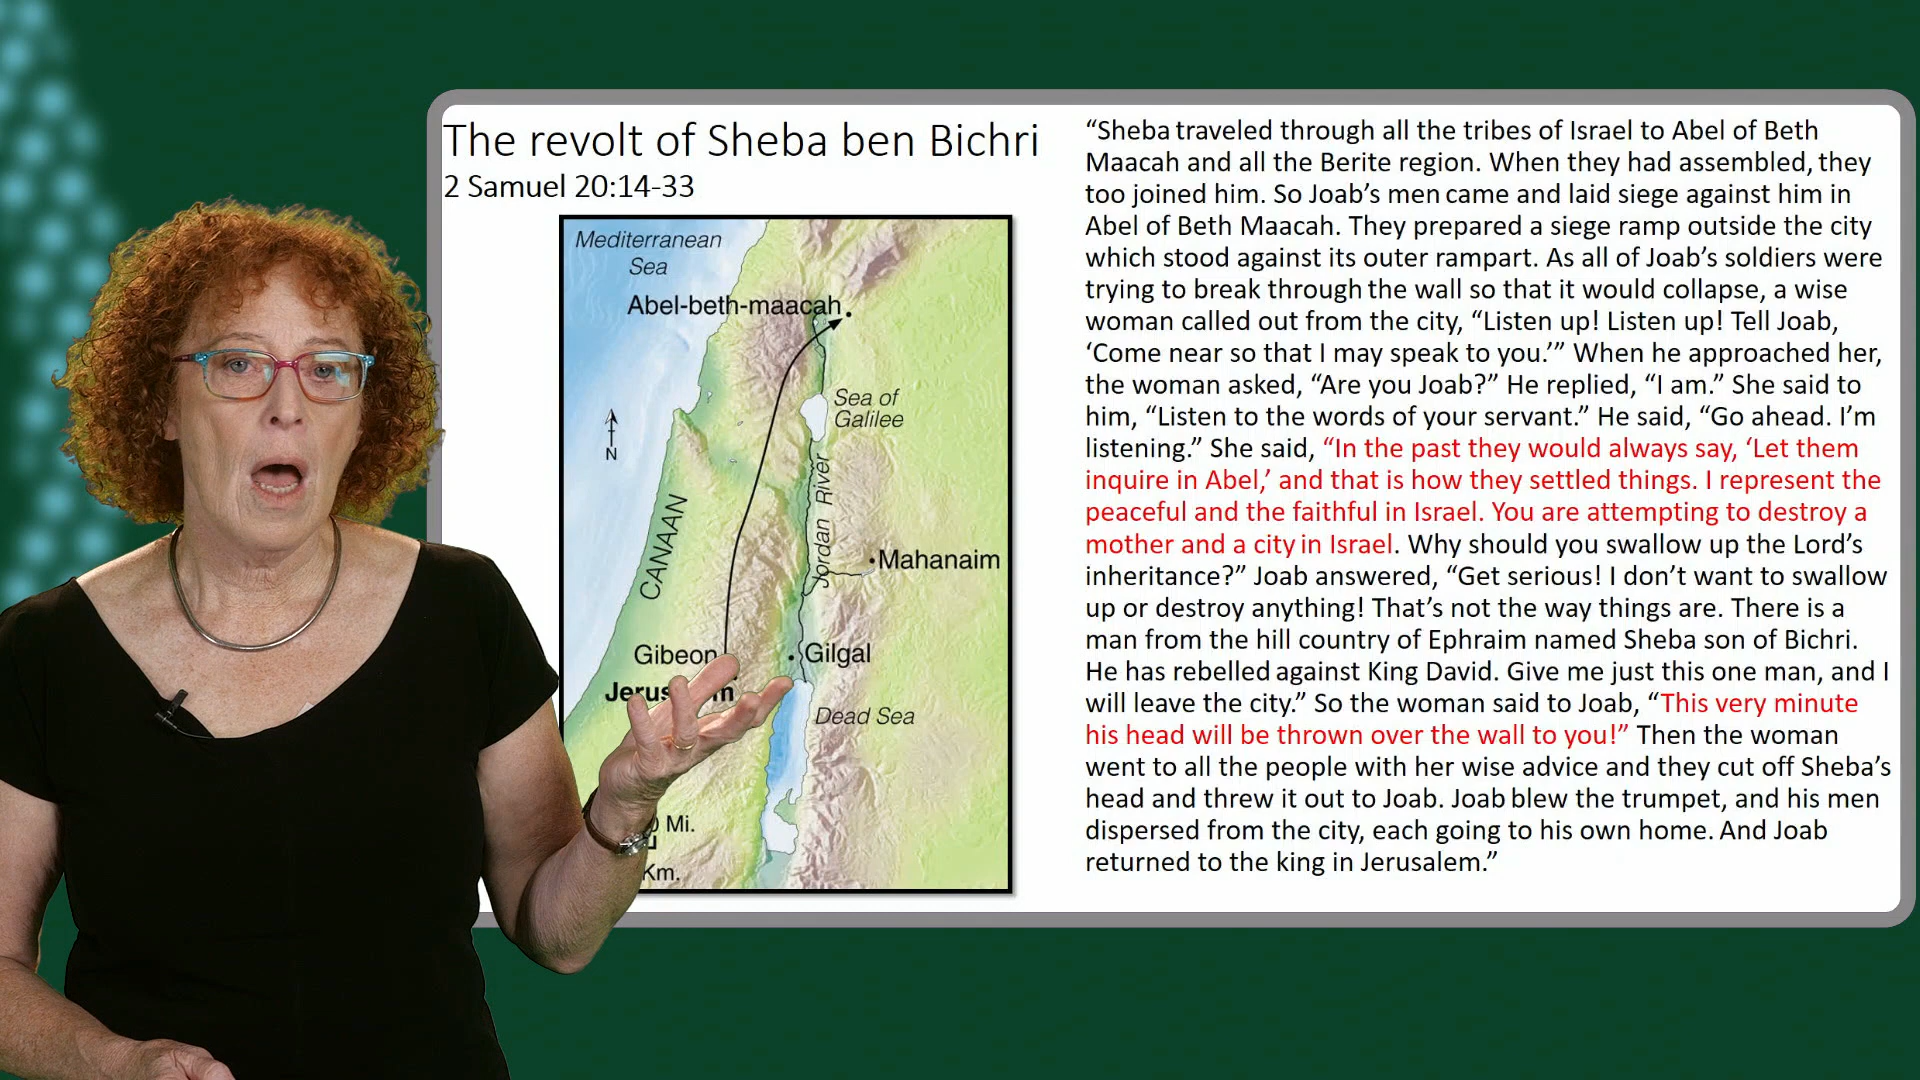 The revolt of Sheba ben Bichri
2 Samuel 20:14-33
Mediterranean
Sea
Abel-beth-maacah
Sea of
Galilee
N
CANAAN
Jordan River
Mahanaim
Gibeon
Gilgal
Dead Sea
Mi.
Km.
“Sheba traveled through all the tribes of Israel to Abel of Beth
Maacah and all the Berite region. When they had assembled, they
too joined him. So Joab’s men came and laid siege against him in
Abel of Beth Maacah. They prepared a siege ramp outside the city
which stood against its outer rampart. As all of Joab’s soldiers were
trying to break through the wall so that it would collapse, a wise
woman called out from the city, “Listen up! Listen up! Tell Joab,
‘Come near so that I may speak to you.’” When he approached her,
the woman asked, “Are you Joab?” He replied, “I am.” She said to
him, “Listen to the words of your servant.” He said, “Go ahead. I’m
listening.” She said, “In the past they would always say, ‘Let them
inquire in Abel,’ and that is how they settled things. I represent the
peaceful and the faithful in Israel. You are attempting to destroy a
mother and a city in Israel. Why should you swallow up the Lord’s
inheritance?” Joab answered, “Get serious! I don’t want to swallow
up or destroy anything! That’s not the way things are. There is a
man from the hill country of Ephraim named Sheba son of Bichri.
He has rebelled against King David. Give me just this one man, and I
will leave the city.” So the woman said to Joab, “This very minute
his head will be thrown over the wall to you!” Then the woman
went to all the people with her wise advice and they cut off Sheba’s
head and threw it out to Joab. Joab blew the trumpet, and his men
dispersed from the city, each going to his own home. And Joab
returned to the king in Jerusalem.”